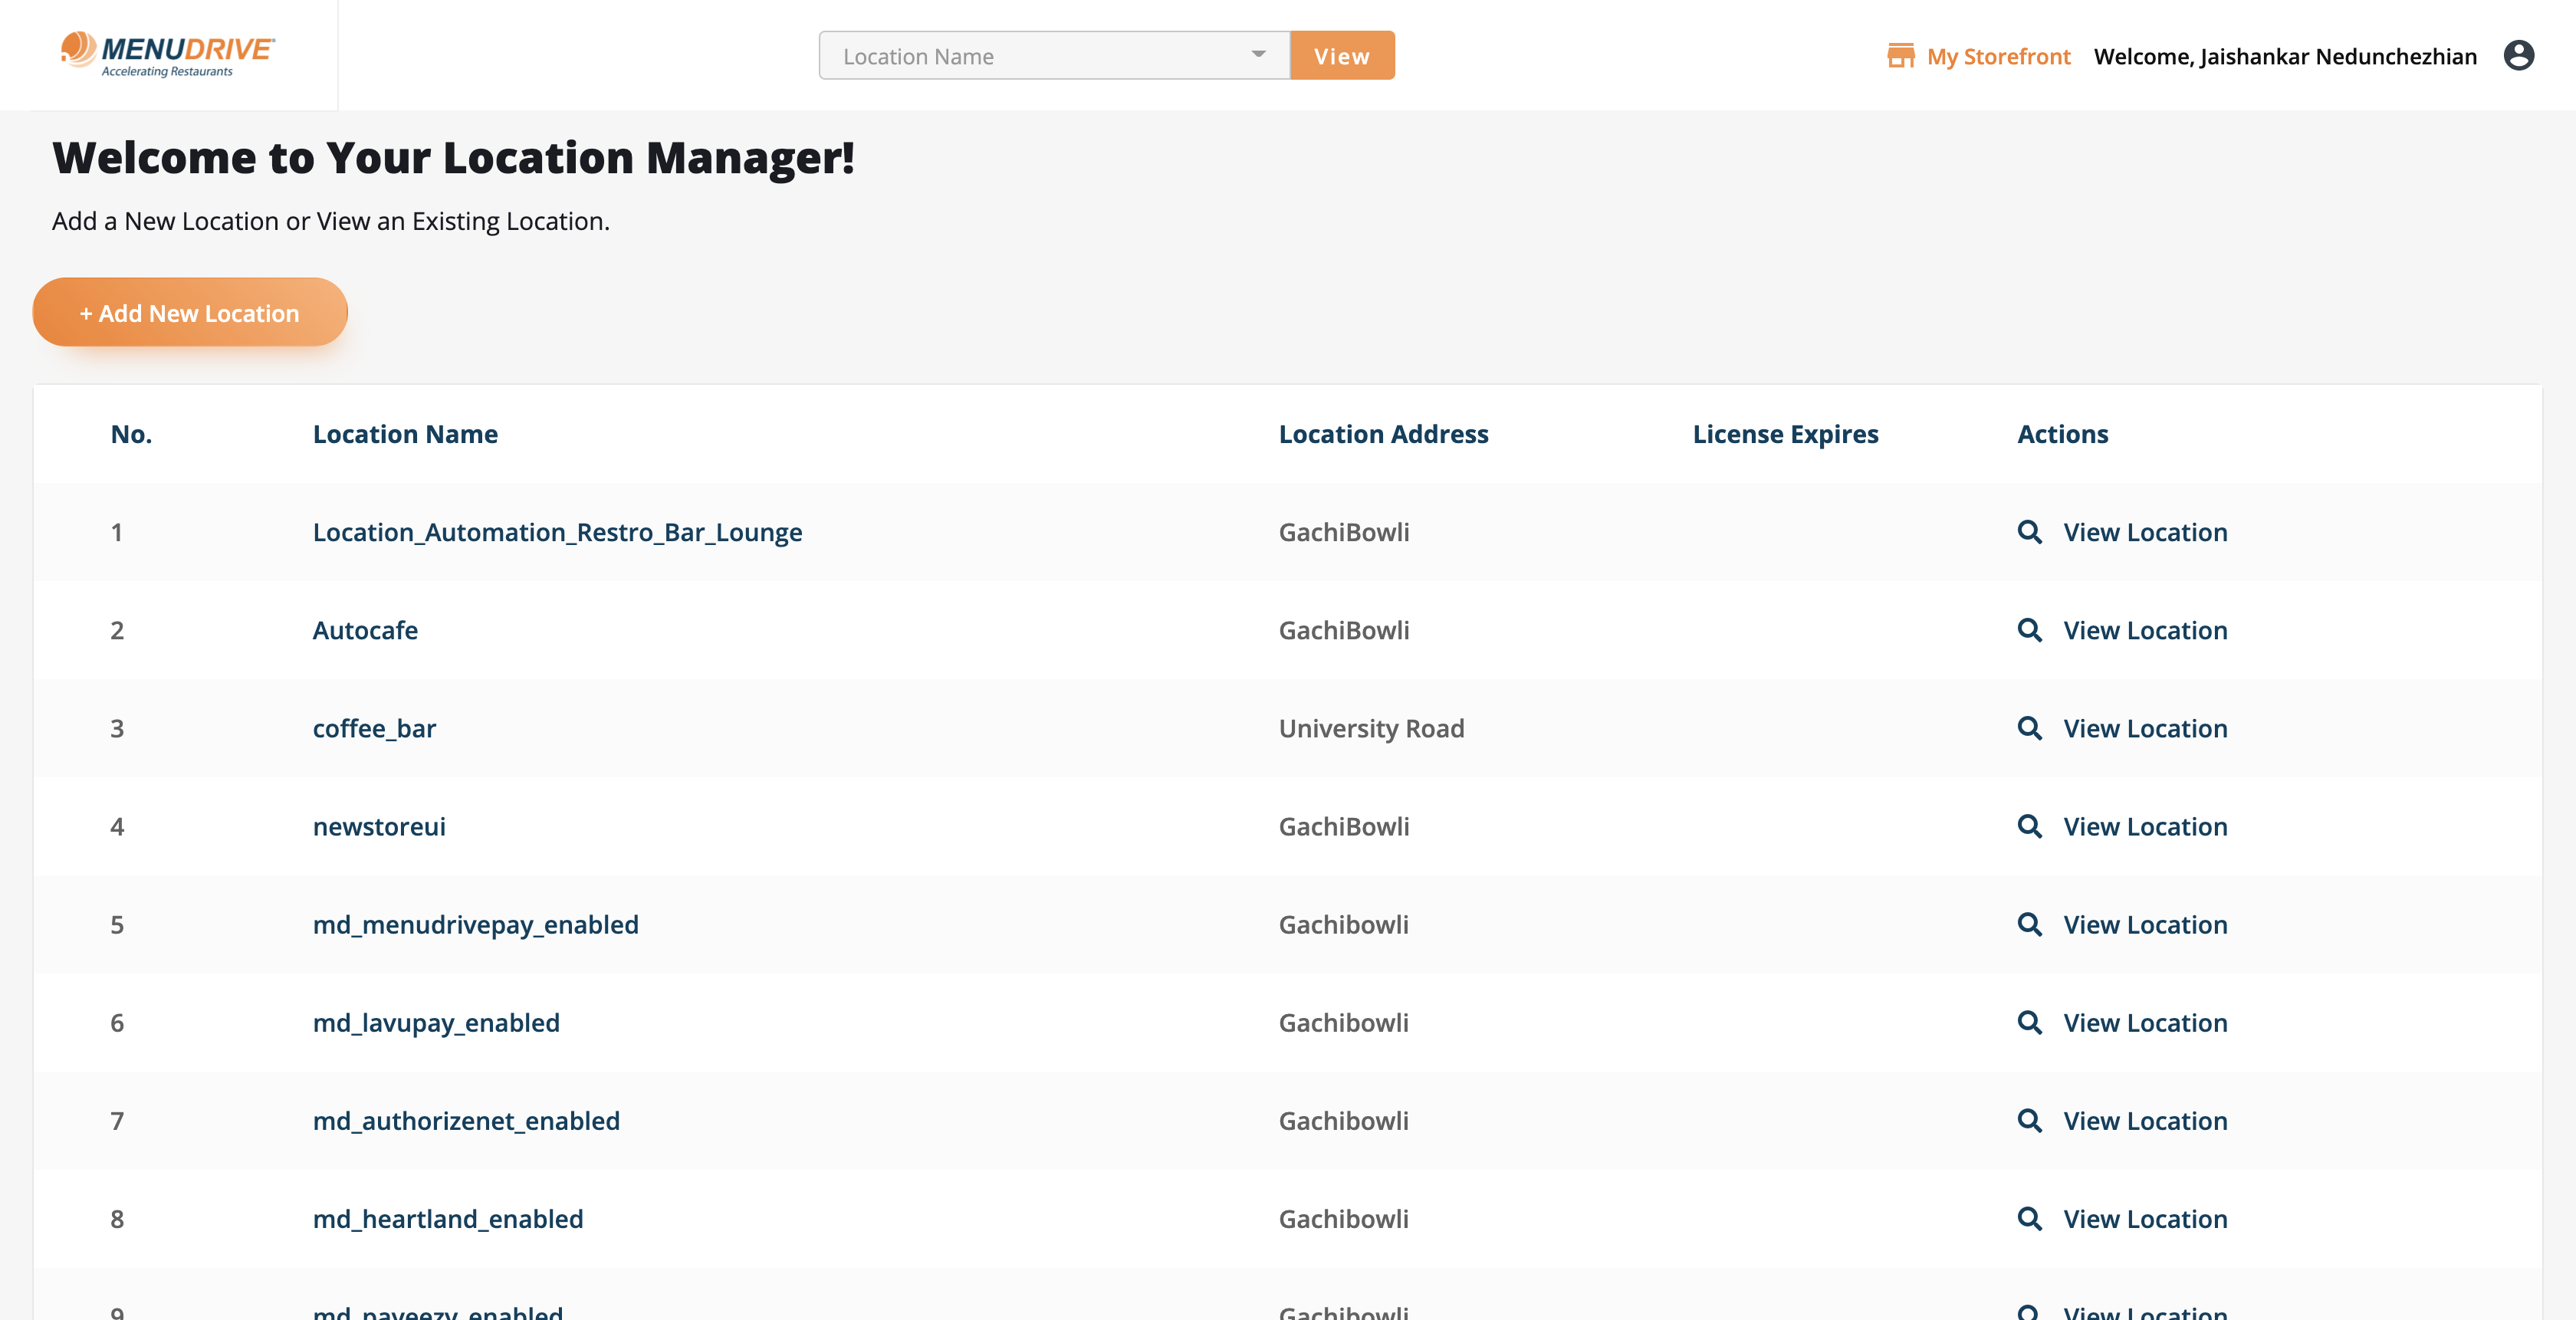 MENUDRIVE
Accelerating Restaurants
Location Name
View
My Storefront
Welcome, Jaishankar Nedunchezhian
Welcome to Your Location Manager!
Add a New Location or View an Existing Location.
+ Add New Location
No. Location Name Location Address License Expires Actions
1 Location_Automation_Restro_Bar_Lounge GachiBowli View Location
2 Autocafe GachiBowli View Location
3 coffee_bar University Road View Location
4 newstoreui GachiBowli View Location
5 md_menudrivepay_enabled Gachibowli View Location
6 md_lavupay_enabled Gachibowli View Location
7 md_authorizenet_enabled Gachibowli View Location
8 md_heartland_enabled Gachibowli View Location
9 md_payeezy_enabled Gachibowli View Location